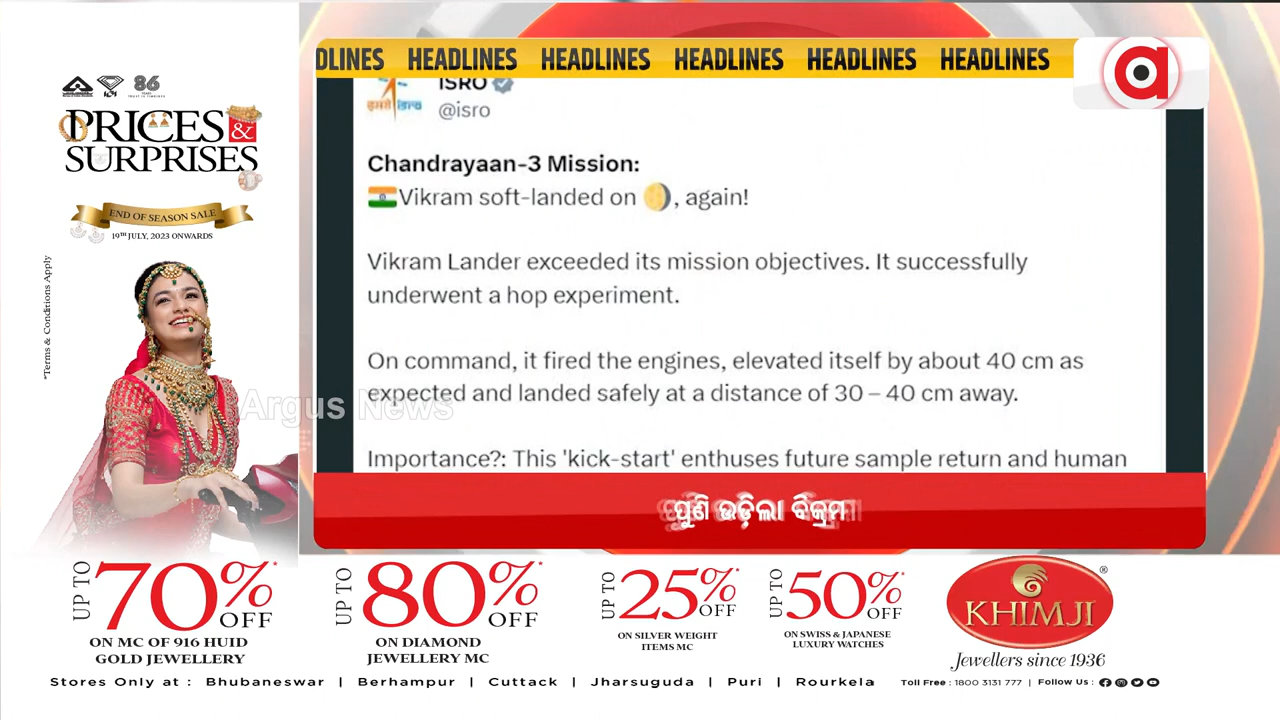 DLINES HEADLINES HEADLINES HEADLINES HEADLINES HEADLINES
a
ISRO
@isro
Chandrayaan-3 Mission:
Vikram soft-landed on 🌖, again!
Vikram Lander exceeded its mission objectives. It successfully
underwent a hop experiment.
On command, it fired the engines, elevated itself by about 40 cm as
expected and landed safely at a distance of 30 – 40 cm away.
Importance?: This 'kick-start' enthuses future sample return and human
Argus News
ପୁଣି ଉଡ଼ିଲା ବିକ୍ରମ
86
PRICES &
SURPRISES
END OF SEASON SALE
19TH JULY, 2023 ONWARDS
*Terms & Conditions Apply
UP TO 70%* OFF
ON MC OF 916 HUID
GOLD JEWELLERY
UP TO 80%* OFF
ON DIAMOND
JEWELLERY MC
UP TO 25%* OFF
ON SILVER WEIGHT
ITEMS MC
UP TO 50%* OFF
ON SWISS & JAPANESE
LUXURY WATCHES
KHIMJI ®
Jewellers since 1936
Stores Only at : Bhubaneswar | Berhampur | Cuttack | Jharsuguda | Puri | Rourkela
Toll Free : 1800 3131 777 | Follow Us :